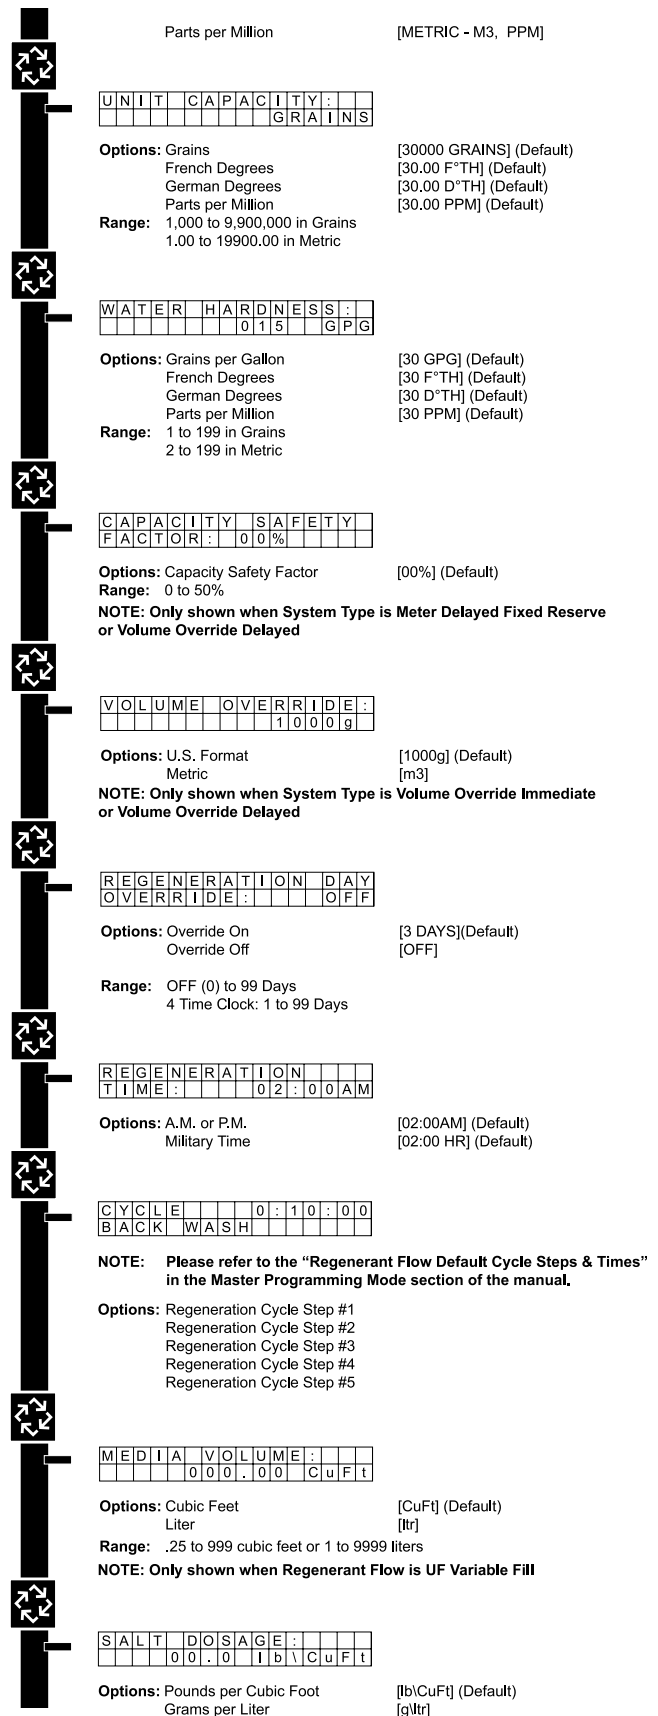 Parts per Million [METRIC - M3, PPM]
UNIT CAPACITY:
GRAINS
Options: Grains [30000 GRAINS] (Default)
French Degrees [30.00 F°TH] (Default)
German Degrees [30.00 D°TH] (Default)
Parts per Million [30.00 PPM] (Default)
Range: 1,000 to 9,900,000 in Grains
1.00 to 19900.00 in Metric
WATER HARDNESS:
015 GPG
Options: Grains per Gallon [30 GPG] (Default)
French Degrees [30 F°TH] (Default)
German Degrees [30 D°TH] (Default)
Parts per Million [30 PPM] (Default)
Range: 1 to 199 in Grains
2 to 199 in Metric
CAPACITY SAFETY
FACTOR: 00%
Options: Capacity Safety Factor [00%] (Default)
Range: 0 to 50%
NOTE: Only shown when System Type is Meter Delayed Fixed Reserve
or Volume Override Delayed
VOLUME OVERRIDE:
1000g
Options: U.S. Format [1000g] (Default)
Metric [m3]
NOTE: Only shown when System Type is Volume Override Immediate
or Volume Override Delayed
REGENERATION DAY
OVERRIDE: OFF
Options: Override On [3 DAYS](Default)
Override Off [OFF]
Range: OFF (0) to 99 Days
4 Time Clock: 1 to 99 Days
REGENERATION
TIME: 02:00AM
Options: A.M. or P.M. [02:00AM] (Default)
Military Time [02:00 HR] (Default)
CYCLE 0:10:00
BACK WASH
NOTE: Please refer to the “Regenerant Flow Default Cycle Steps & Times”
in the Master Programming Mode section of the manual.
Options: Regeneration Cycle Step #1
Regeneration Cycle Step #2
Regeneration Cycle Step #3
Regeneration Cycle Step #4
Regeneration Cycle Step #5
MEDIA VOLUME:
000.00 CuFt
Options: Cubic Feet [CuFt] (Default)
Liter [ltr]
Range: .25 to 999 cubic feet or 1 to 9999 liters
NOTE: Only shown when Regenerant Flow is UF Variable Fill
SALT DOSAGE:
00.0 lb\CuFt
Options: Pounds per Cubic Foot [lb\CuFt] (Default)
Grams per Liter [g\ltr]